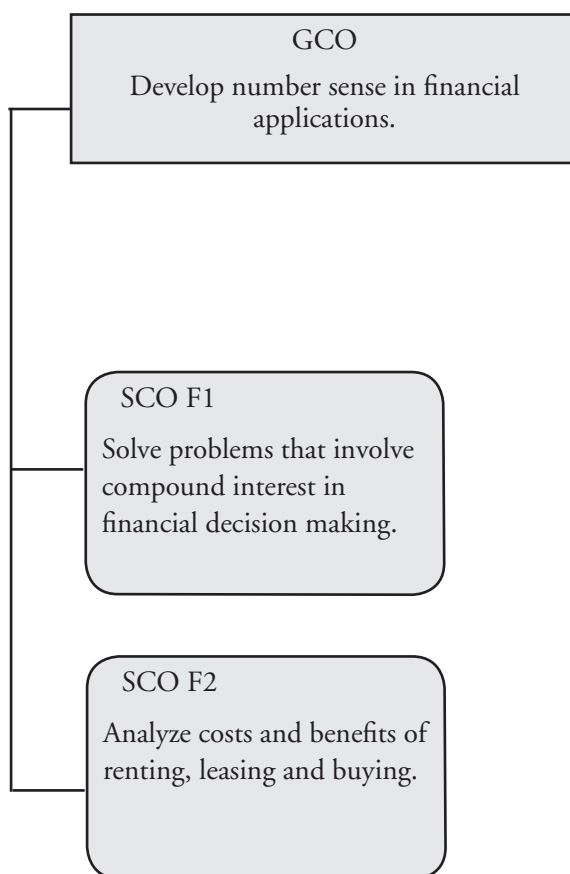 GCO
Develop number sense in financial
applications.
SCO F1
Solve problems that involve
compound interest in
financial decision making.
SCO F2
Analyze costs and benefits of
renting, leasing and buying.